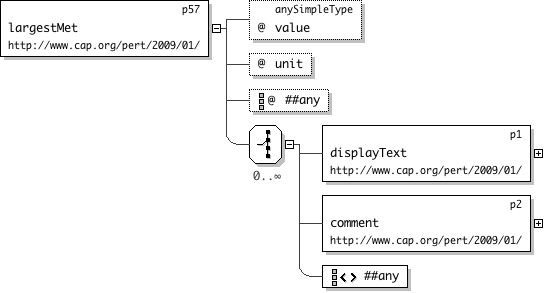 p57
largestMet
http://www.cap.org/pert/2009/01/
anySimpleType
@ value
@ unit
@ ##any
0..∞
p1
displayText
http://www.cap.org/pert/2009/01/
p2
comment
http://www.cap.org/pert/2009/01/
<> ##any